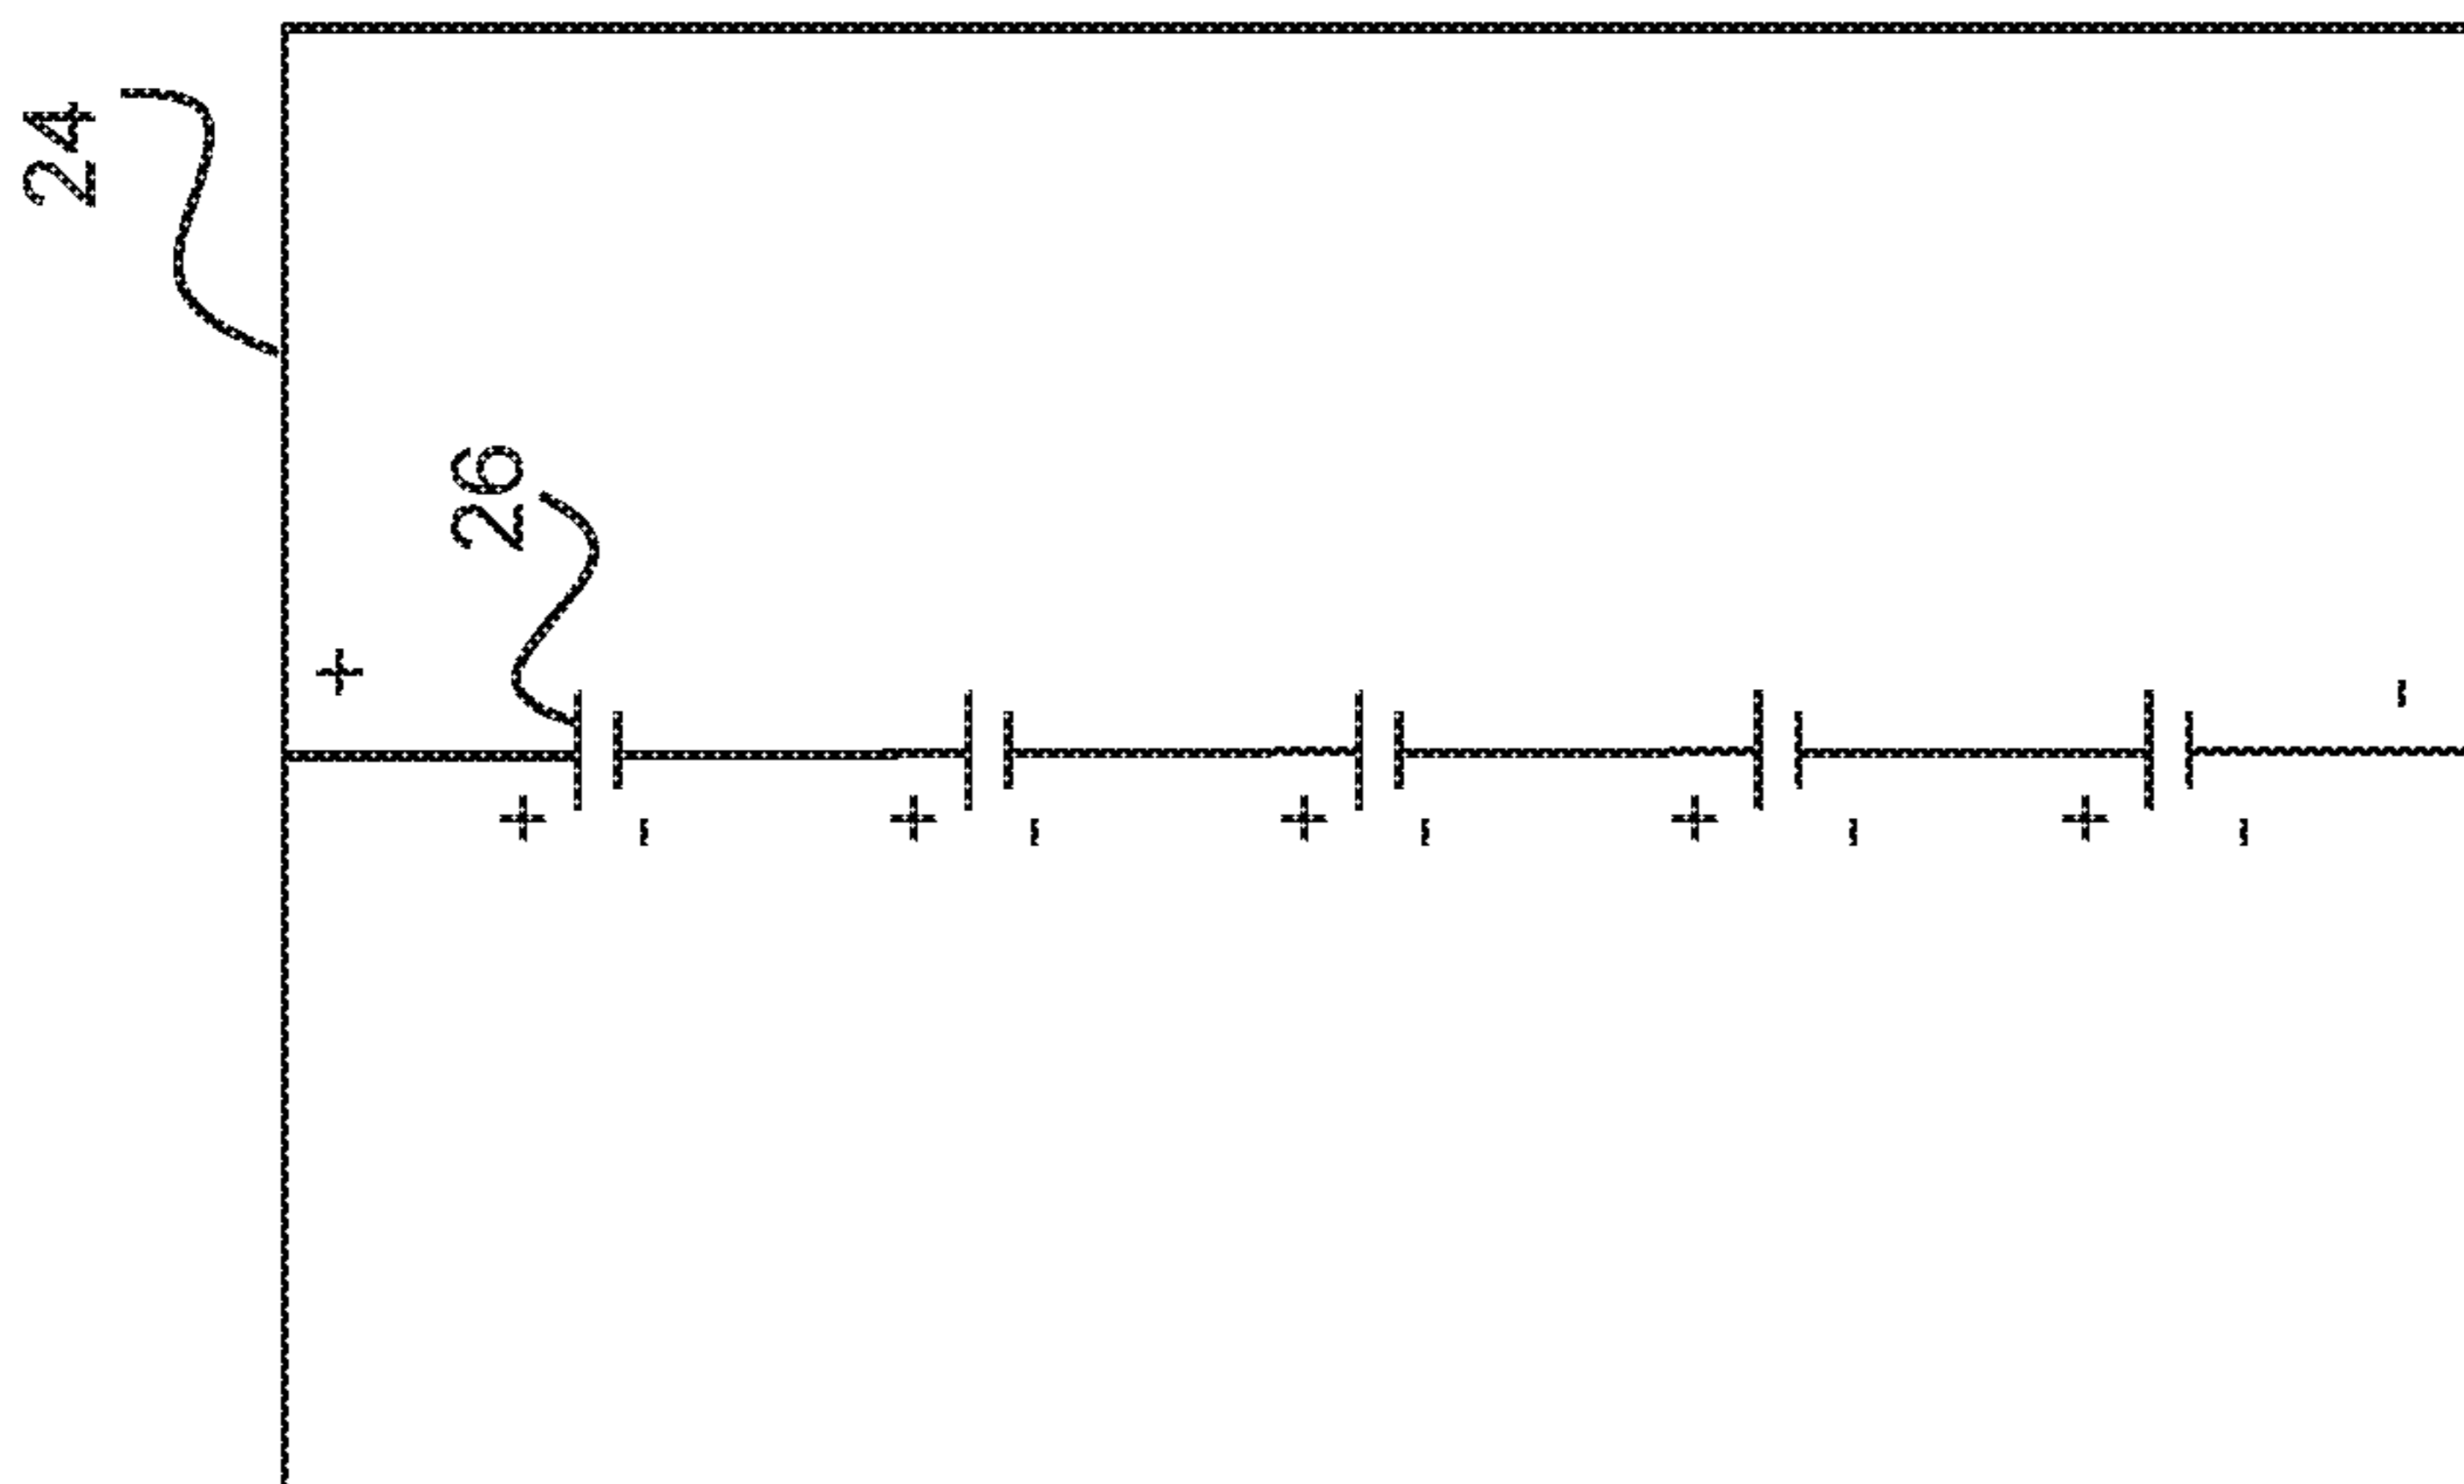 24
26
+ -
+ - + - + - + - + -